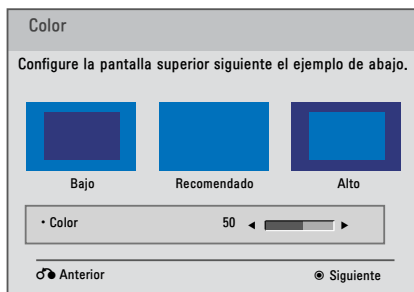 Color
Configure la pantalla superior siguiente el ejemplo de abajo.
Bajo Recomendado Alto
• Color 50
Anterior Siguiente